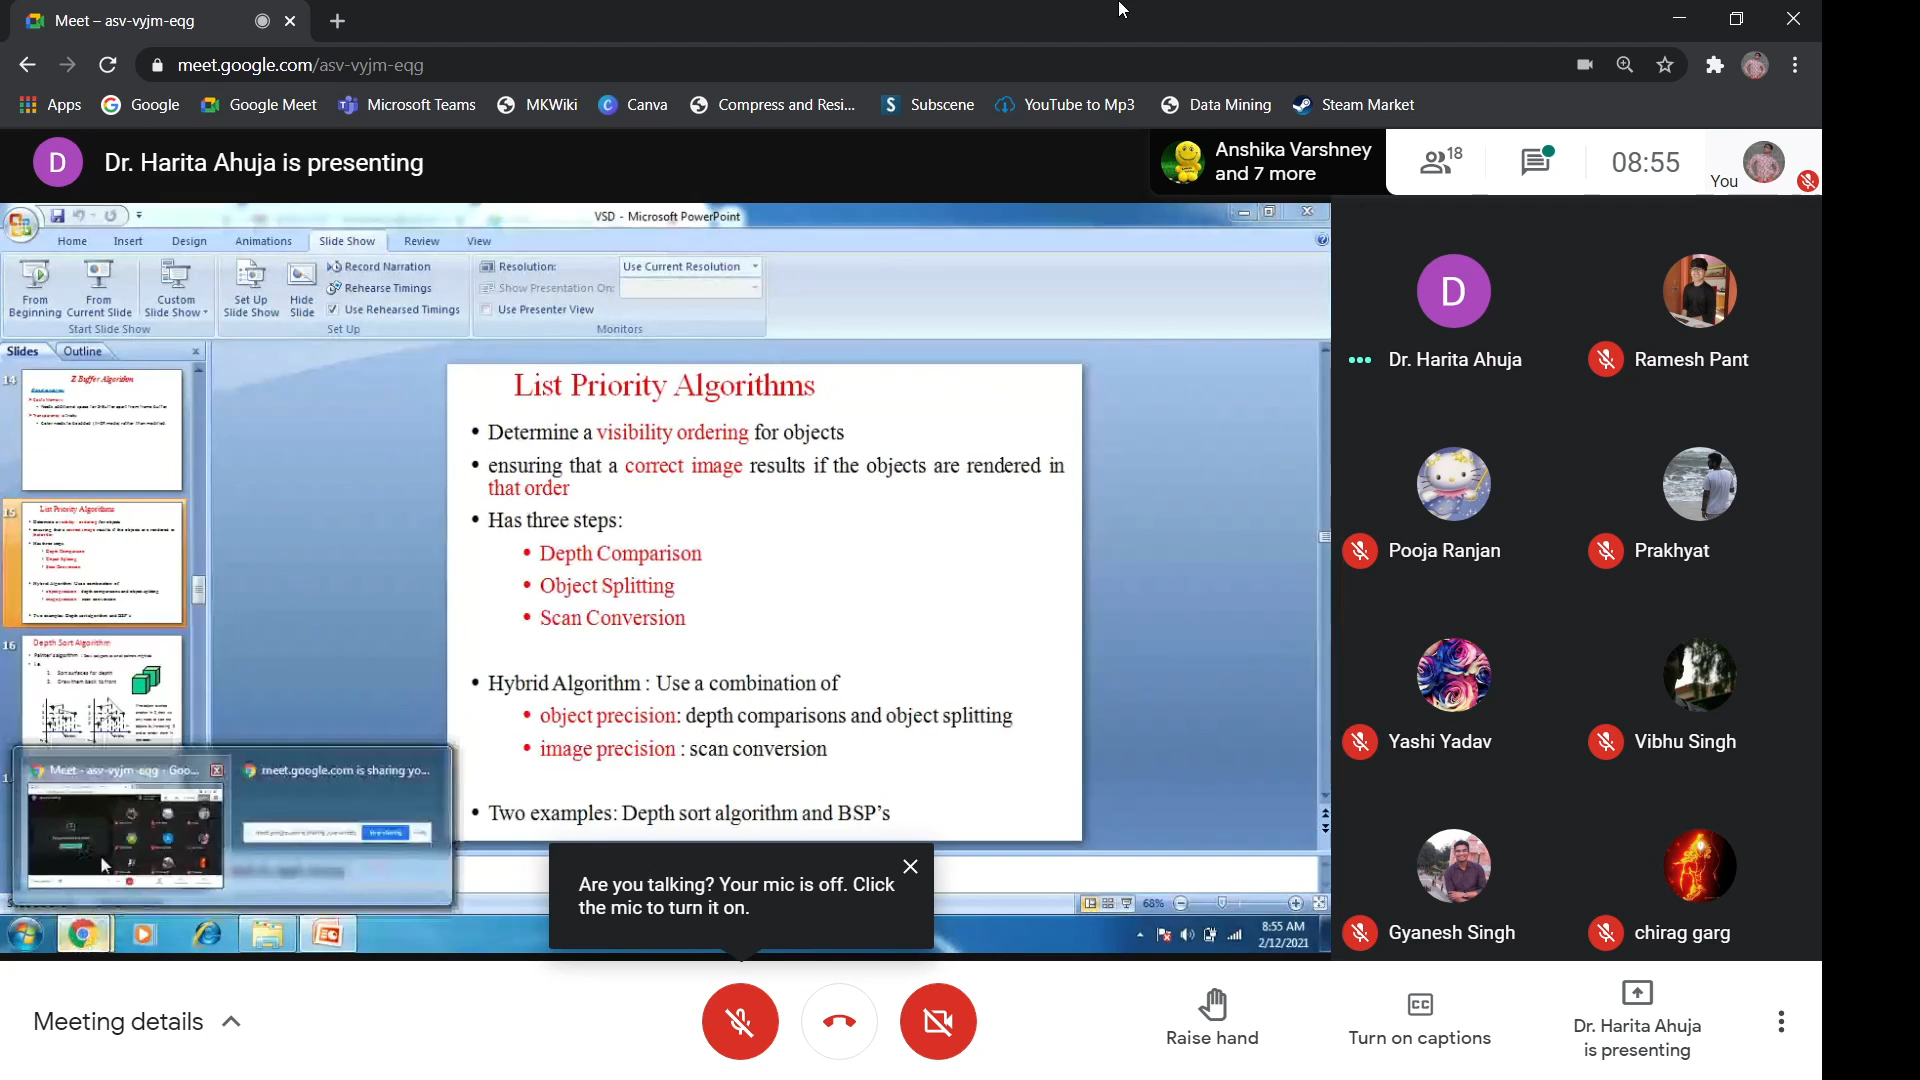 Meet – asv-vyjm-eqg
meet.google.com/asv-vyjm-eqg
Apps Google Google Meet Microsoft Teams MKWiki Canva Compress and Resi... Subscene YouTube to Mp3 Data Mining Steam Market
D Dr. Harita Ahuja is presenting
Anshika Varshney
and 7 more
18
08:55
You
VSD - Microsoft PowerPoint
Home Insert Design Animations Slide Show Review View
From Beginning
From Current Slide
Custom Slide Show
Start Slide Show
Set Up Slide Show
Hide Slide
Record Narration
Rehearse Timings
Use Rehearsed Timings
Set Up
Resolution: Use Current Resolution
Show Presentation On:
Use Presenter View
Monitors
Slides Outline
14
Z Buffer Algorithm
15
List Priority Algorithms
16
Depth Sort Algorithm
List Priority Algorithms
• Determine a visibility ordering for objects
• ensuring that a correct image results if the objects are rendered in
that order
• Has three steps:
• Depth Comparison
• Object Splitting
• Scan Conversion
• Hybrid Algorithm : Use a combination of
• object precision: depth comparisons and object splitting
• image precision : scan conversion
• Two examples: Depth sort algorithm and BSP's
Meet - asv-vyjm-eqg - Goo...
meet.google.com is sharing yo...
68%
8:55 AM
2/12/2021
Are you talking? Your mic is off. Click
the mic to turn it on.
D
Dr. Harita Ahuja
Ramesh Pant
Pooja Ranjan
Prakhyat
Yashi Yadav
Vibhu Singh
Gyanesh Singh
chirag garg
Meeting details
Raise hand
CC
Turn on captions
Dr. Harita Ahuja
is presenting